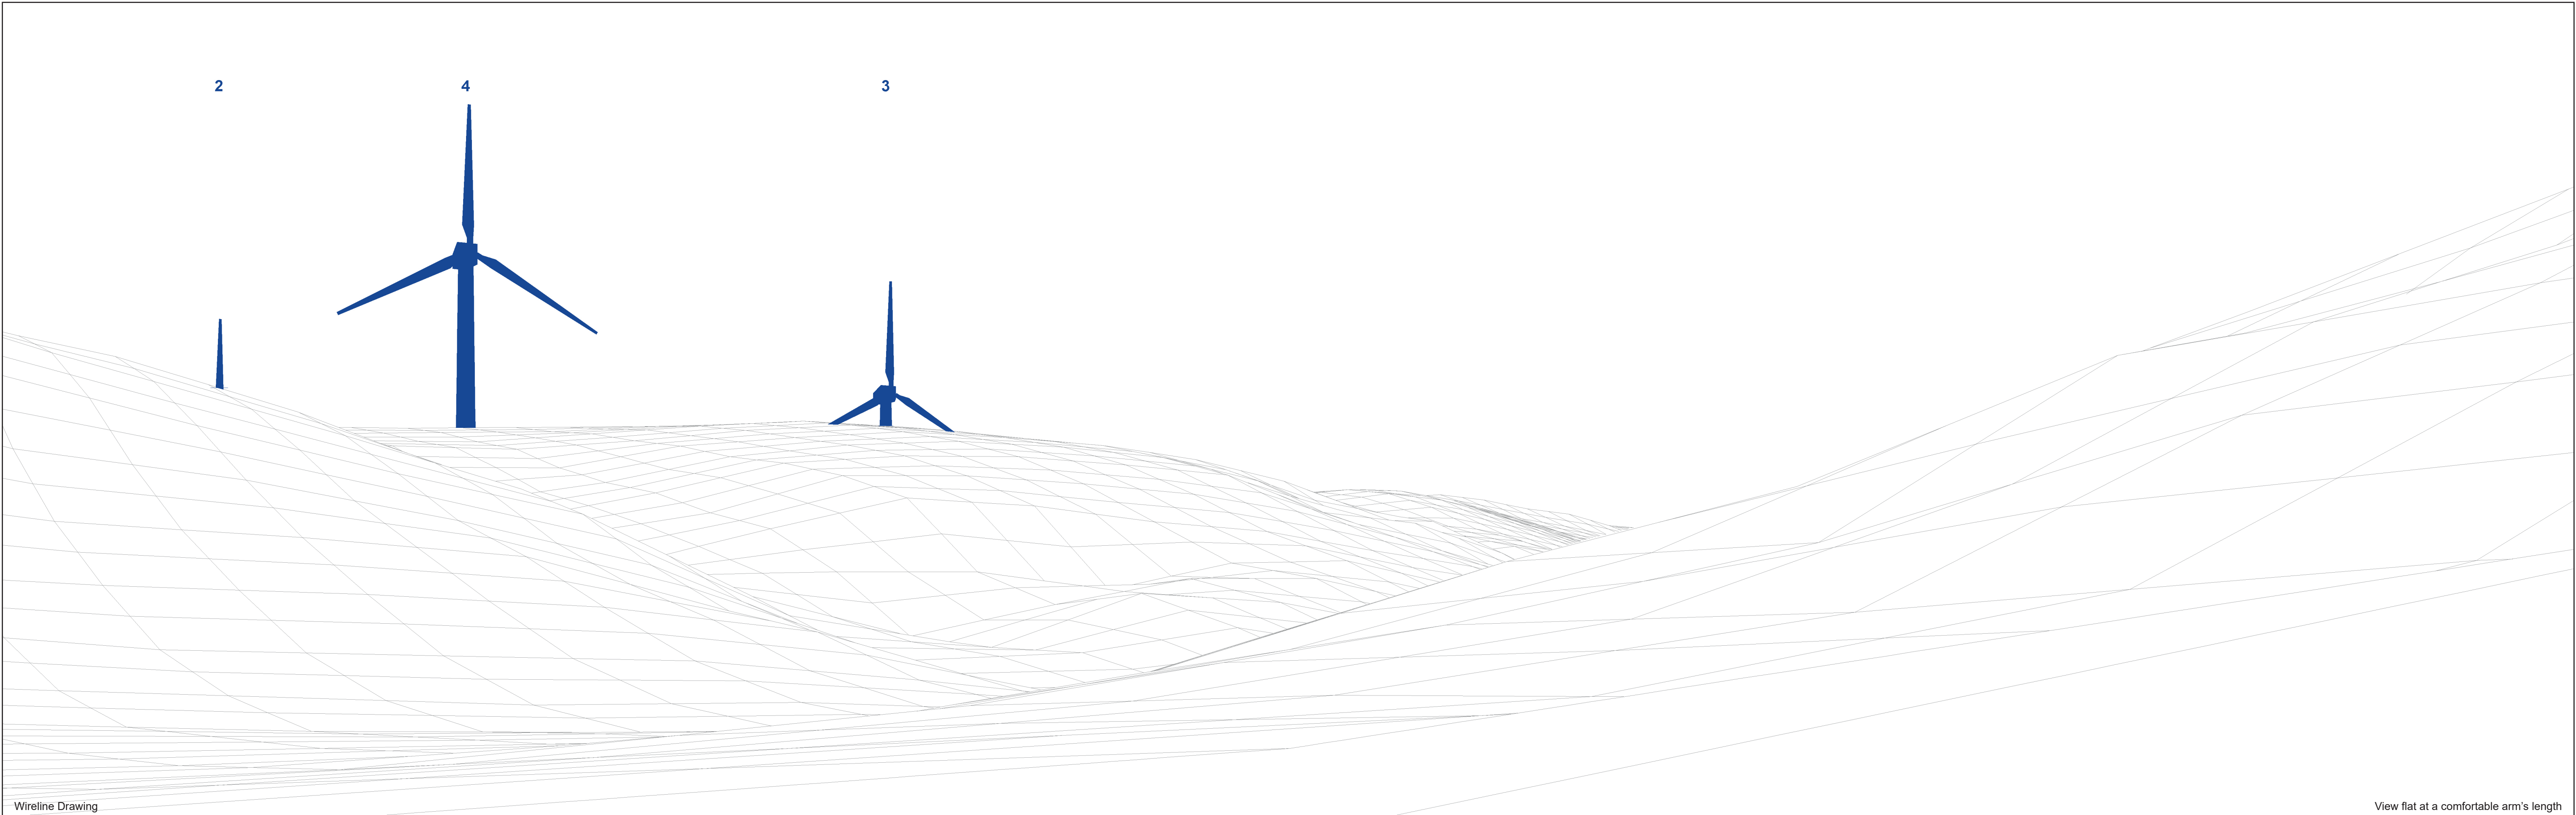 2 4 3
Wireline Drawing
View flat at a comfortable arm's length